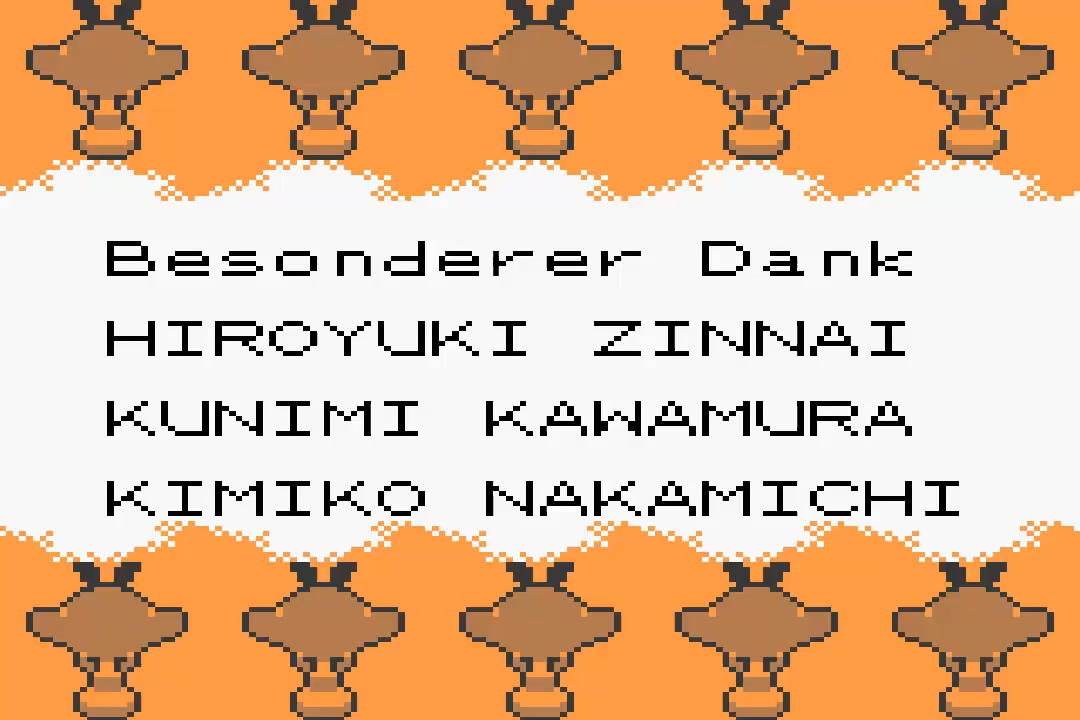 Besonderer Dank
HIROYUKI ZINNAI
KUNIMI KAWAMURA
KIMIKO NAKAMICHI